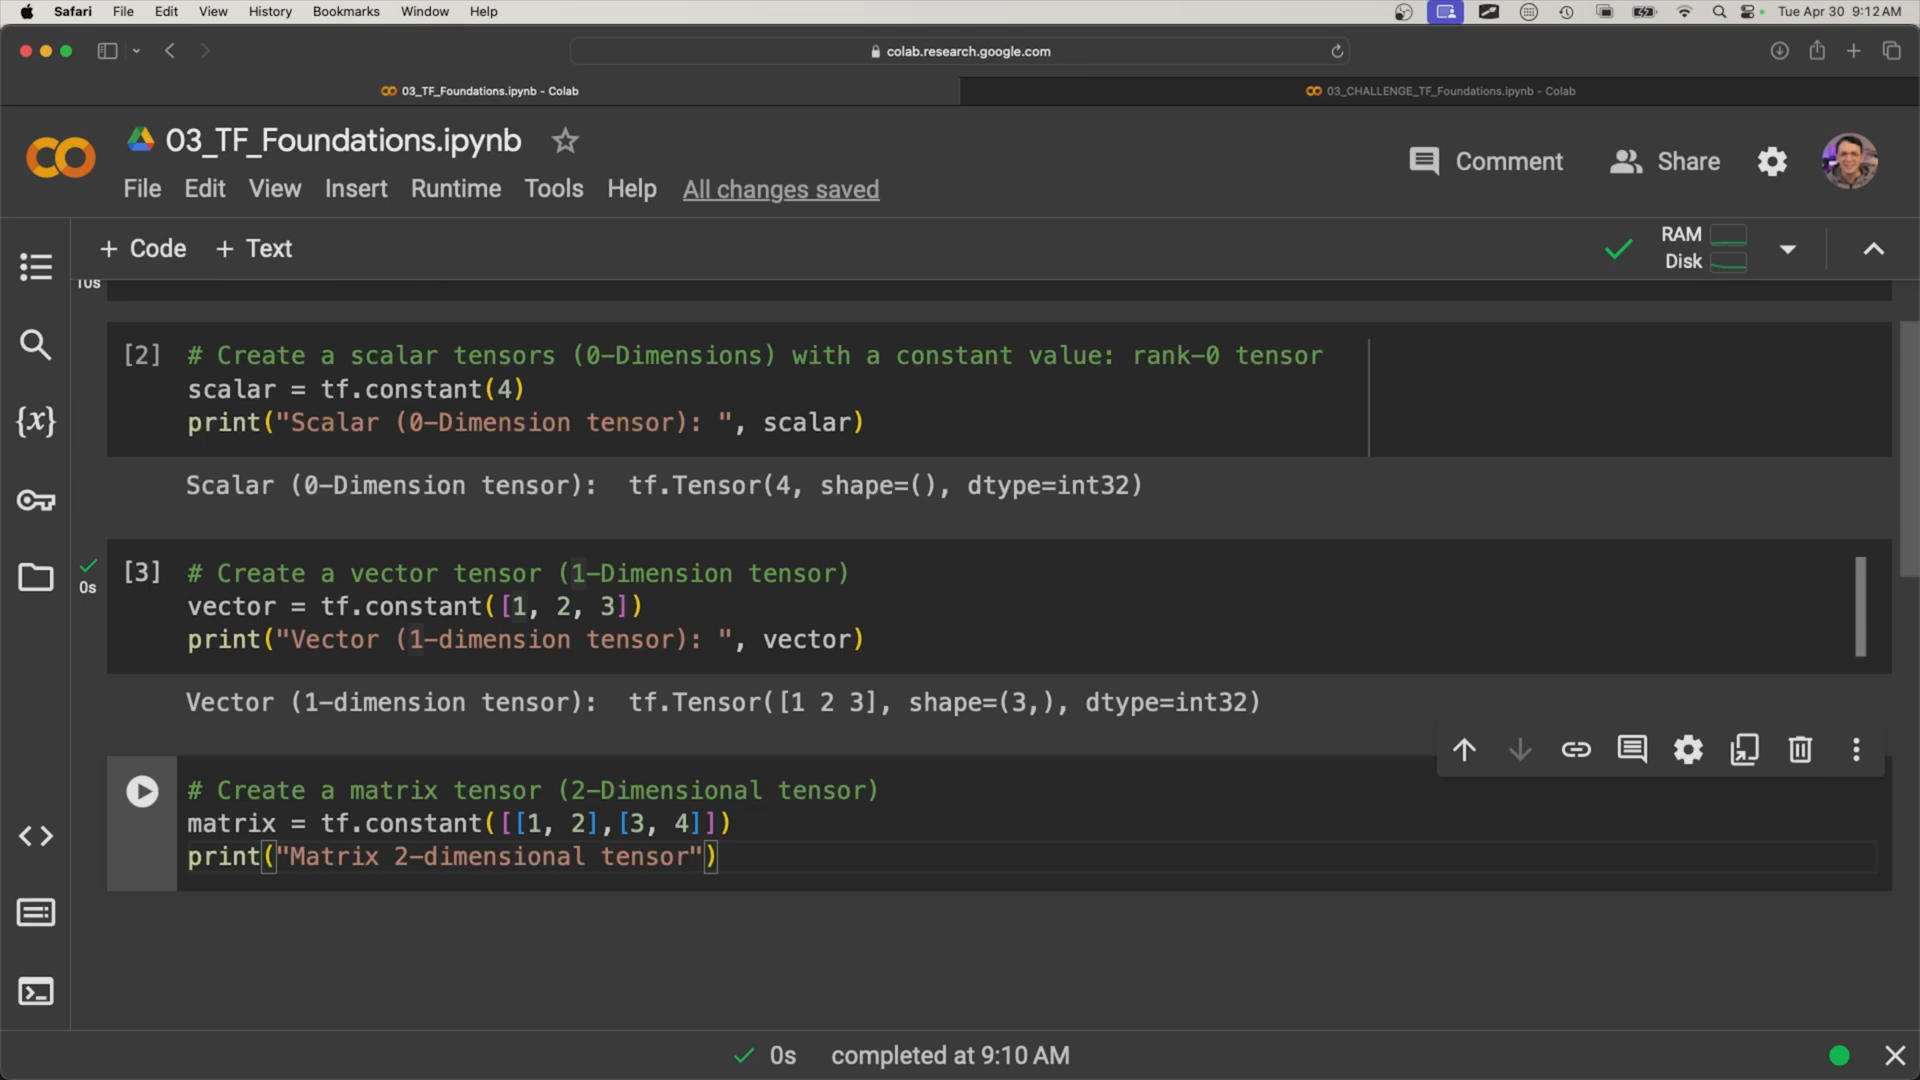 Safari File Edit View History Bookmarks Window Help Tue Apr 30 9:12 AM
colab.research.google.com
03_TF_Foundations.ipynb - Colab 03_CHALLENGE_TF_Foundations.ipynb - Colab
03_TF_Foundations.ipynb
Comment Share
File Edit View Insert Runtime Tools Help All changes saved
+ Code + Text
RAM
Disk
10s
[2] # Create a scalar tensors (0-Dimensions) with a constant value: rank-0 tensor
scalar = tf.constant(4)
print("Scalar (0-Dimension tensor): ", scalar)
Scalar (0-Dimension tensor):  tf.Tensor(4, shape=(), dtype=int32)
{x}
0s
[3] # Create a vector tensor (1-Dimension tensor)
vector = tf.constant([1, 2, 3])
print("Vector (1-dimension tensor): ", vector)
Vector (1-dimension tensor):  tf.Tensor([1 2 3], shape=(3,), dtype=int32)
# Create a matrix tensor (2-Dimensional tensor)
matrix = tf.constant([[1, 2],[3, 4]])
print("Matrix 2-dimensional tensor")
0s completed at 9:10 AM